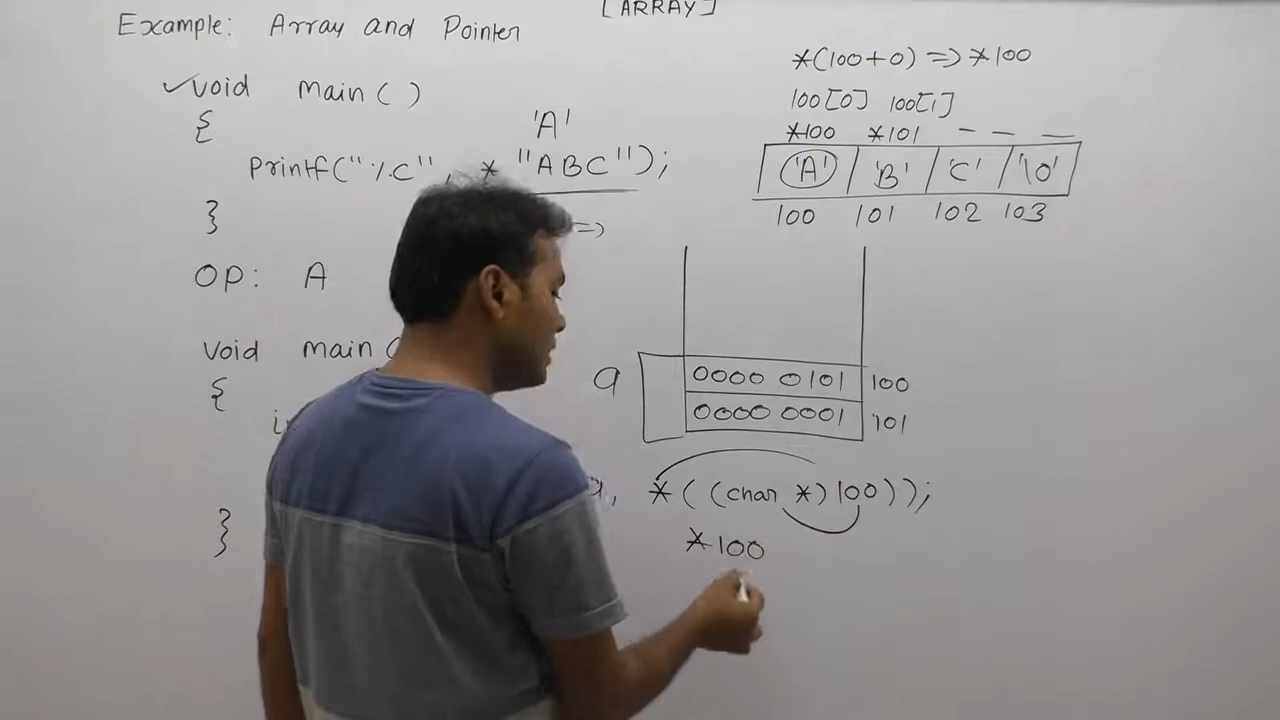 [ARRAY]
Example: Array and Pointer
✓void main()
{
'A'
printf("%c", * "ABC");
=>
}
OP: A
void main(
{
}
*(100+0) => *100
100[0] 100[1]
*100 *101 - - -
'A' 'B' 'C' '\0'
100 101 102 103
a
0000 0101 100
0000 0001 101
, *((char *)100));
*100